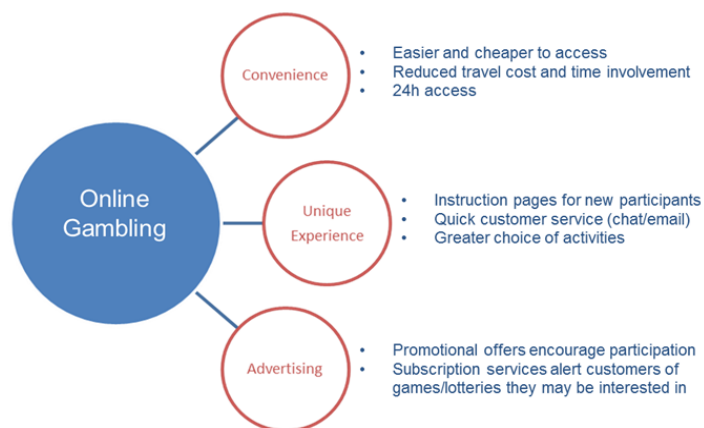 Online
Gambling
Convenience
• Easier and cheaper to access
• Reduced travel cost and time involvement
• 24h access
Unique
Experience
• Instruction pages for new participants
• Quick customer service (chat/email)
• Greater choice of activities
Advertising
• Promotional offers encourage participation
• Subscription services alert customers of
games/lotteries they may be interested in